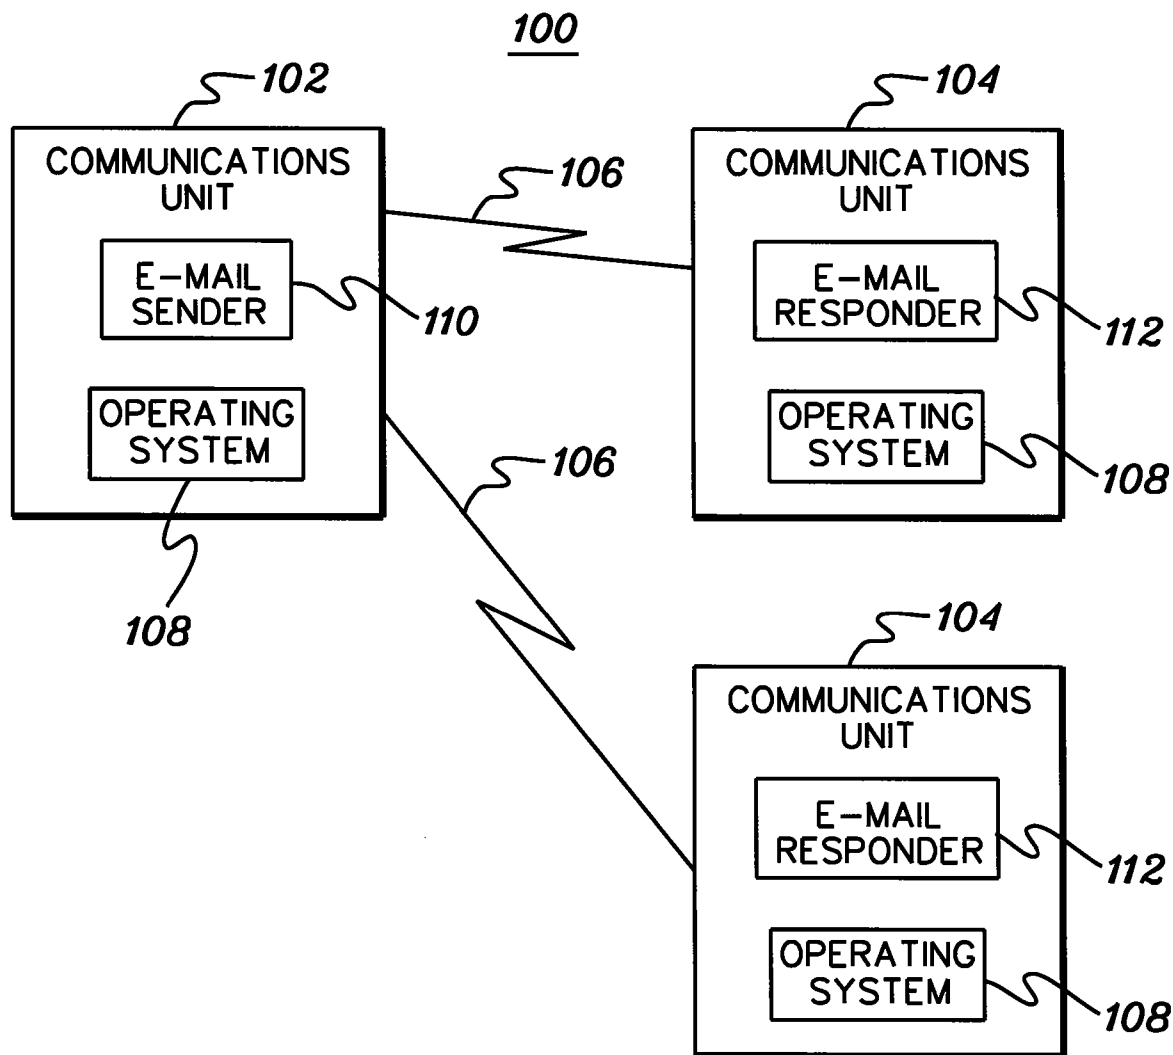 100
102
COMMUNICATIONS
UNIT
E-MAIL
SENDER
110
OPERATING
SYSTEM
108
106
106
104
COMMUNICATIONS
UNIT
E-MAIL
RESPONDER
112
OPERATING
SYSTEM
108
104
COMMUNICATIONS
UNIT
E-MAIL
RESPONDER
112
OPERATING
SYSTEM
108